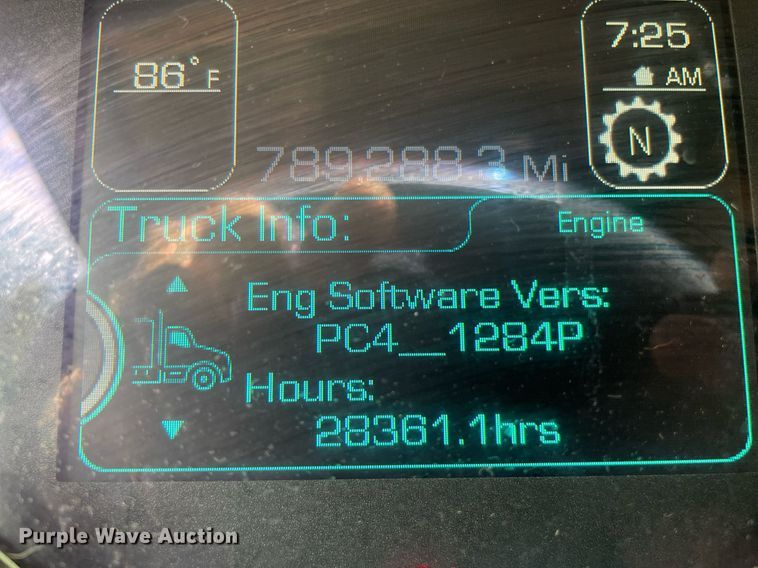 86° F
7:25
AM
N
789,288.3 Mi
Truck Info:
Engine
Eng Software Vers:
PC4__1284P
Hours:
28361.1hrs
Purple Wave Auction